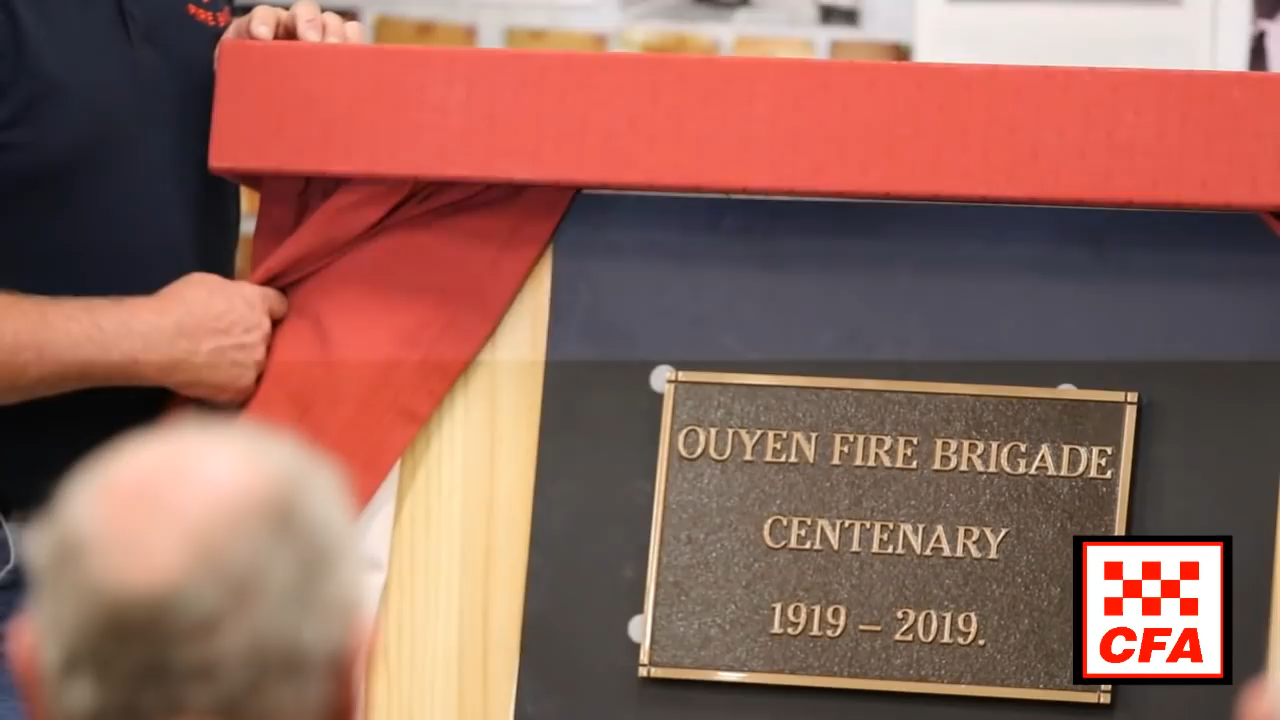 OUYEN FIRE BRIGADE
CENTENARY
1919 – 2019.
CFA